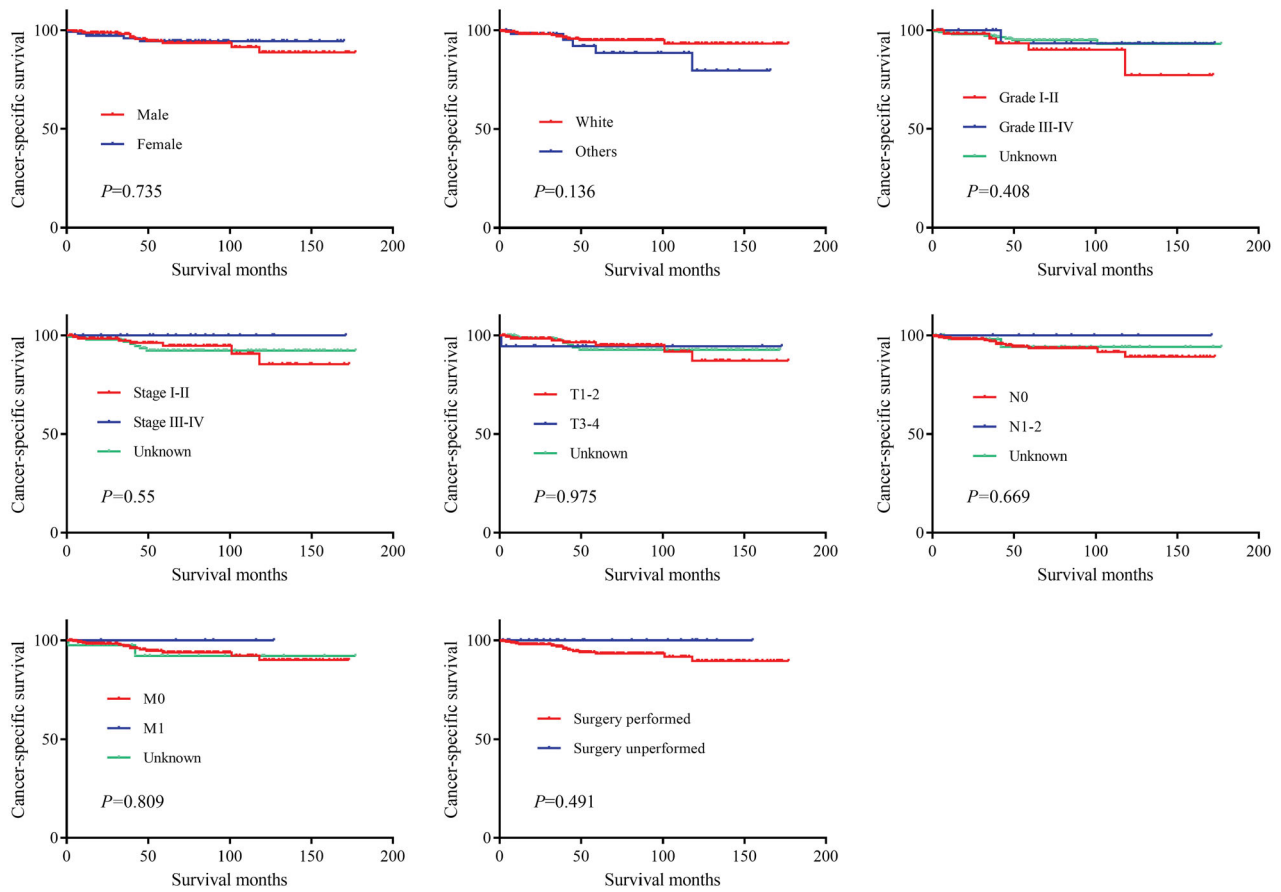 Cancer-specific survival
100
50
0
Male
Female
P=0.735
0 50 100 150 200
Survival months
Cancer-specific survival
100
50
0
White
Others
P=0.136
0 50 100 150 200
Survival months
Cancer-specific survival
100
50
0
Grade I-II
Grade III-IV
Unknown
P=0.408
0 50 100 150 200
Survival months
Cancer-specific survival
100
50
0
Stage I-II
Stage III-IV
Unknown
P=0.55
0 50 100 150 200
Survival months
Cancer-specific survival
100
50
0
T1-2
T3-4
Unknown
P=0.975
0 50 100 150 200
Survival months
Cancer-specific survival
100
50
0
N0
N1-2
Unknown
P=0.669
0 50 100 150 200
Survival months
Cancer-specific survival
100
50
0
M0
M1
Unknown
P=0.809
0 50 100 150 200
Survival months
Cancer-specific survival
100
50
0
Surgery performed
Surgery unperformed
P=0.491
0 50 100 150 200
Survival months